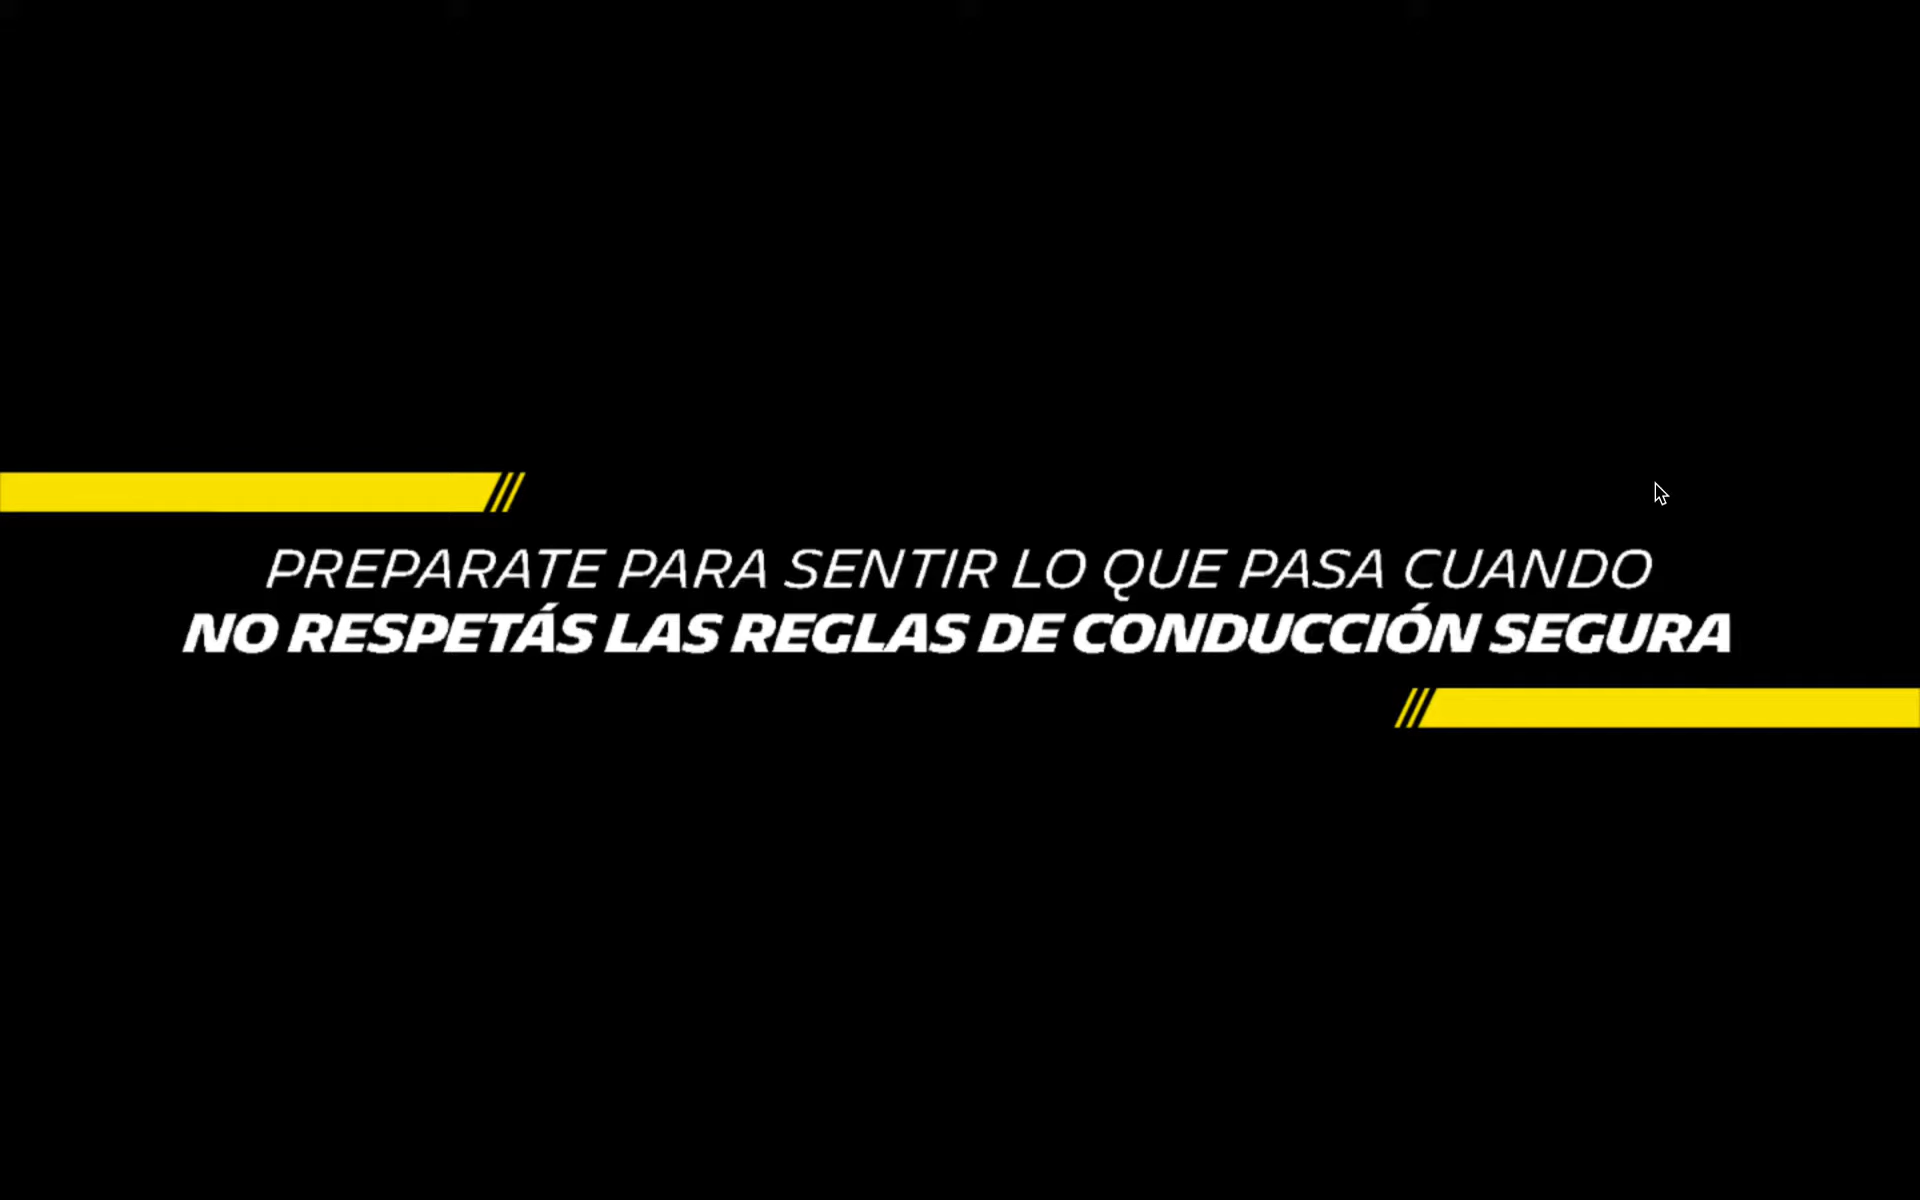 PREPARATE PARA SENTIR LO QUE PASA CUANDO
NO RESPETÁS LAS REGLAS DE CONDUCCIÓN SEGURA